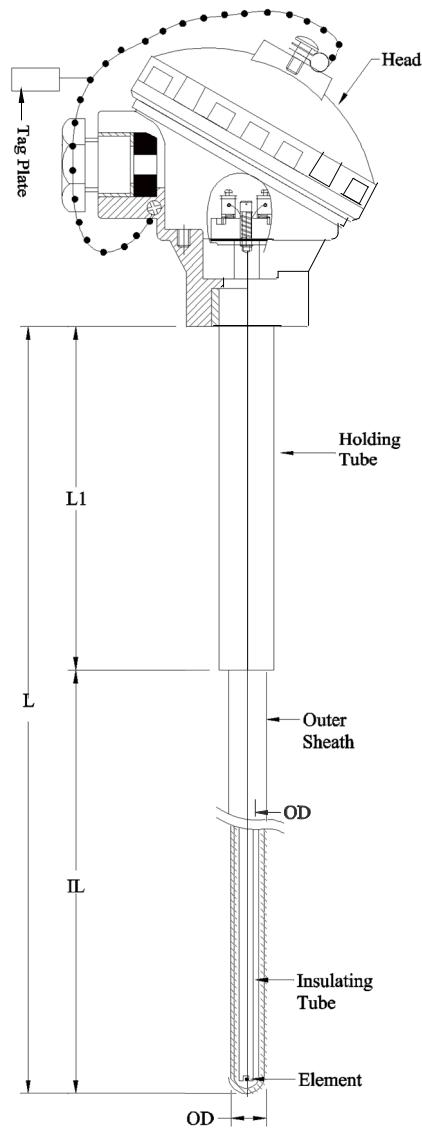 Head
Tag Plate
Holding
Tube
L1
L
Outer
Sheath
OD
IL
Insulating
Tube
Element
OD